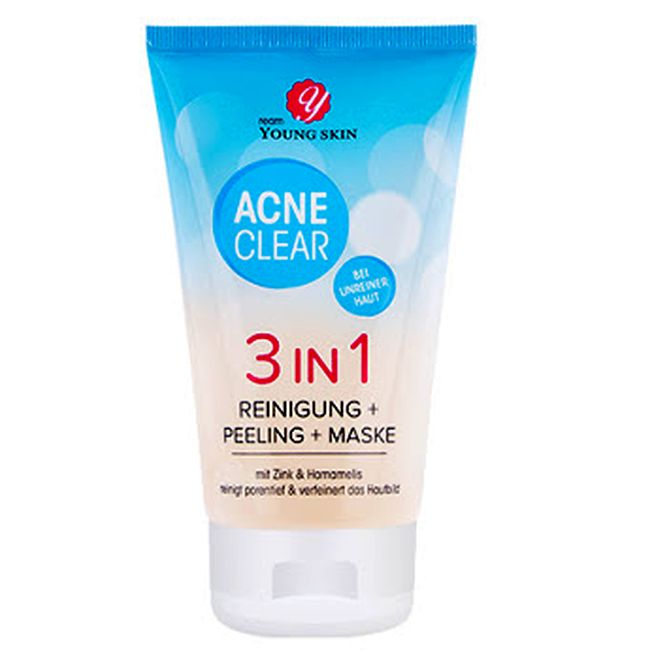 y
YOUNG SKIN
ACNE
CLEAR
BEI
UNREINER
HAUT
3 IN 1
REINIGUNG +
PEELING + MASKE
mit Zink & Hamamelis
reinigt porentief & verfeinert das Hautbild